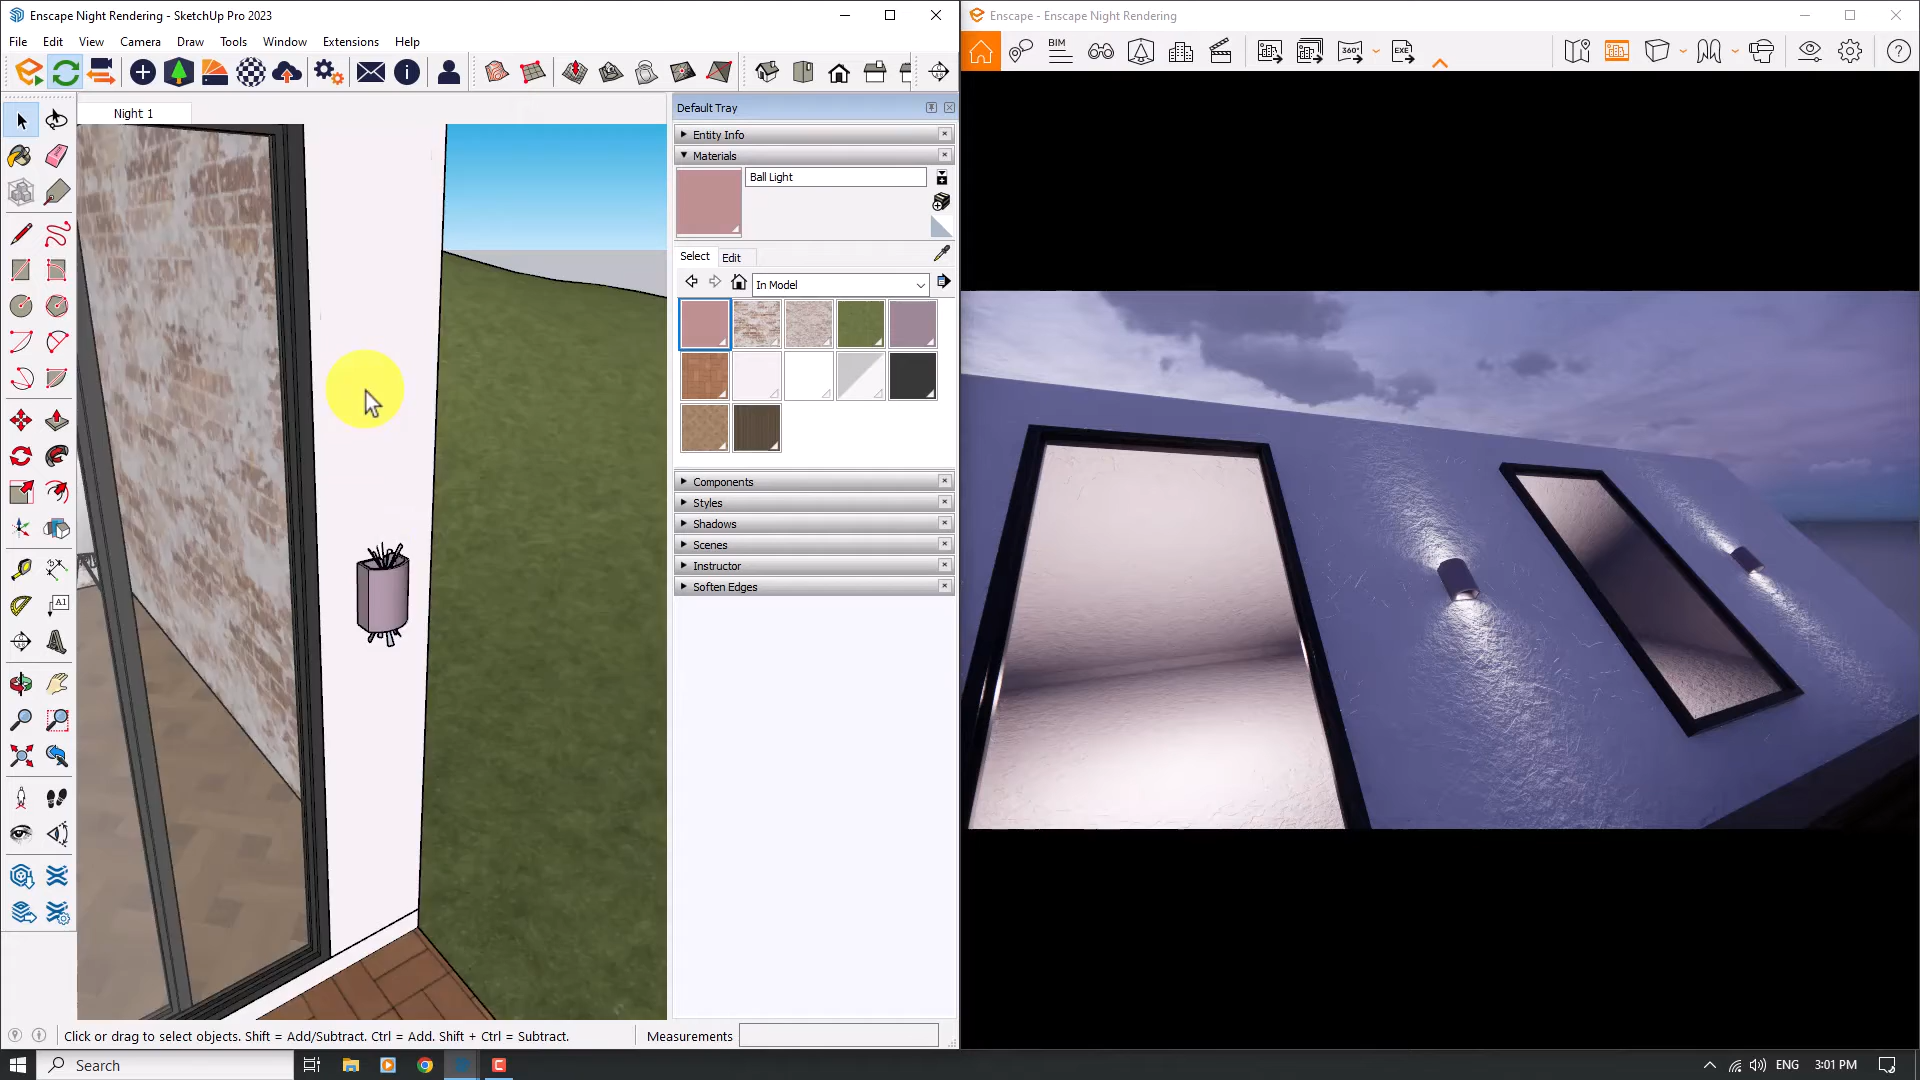 Enscape Night Rendering - SketchUp Pro 2023
File Edit View Camera Draw Tools Window Extensions Help
Night 1
A1
Default Tray
Entity Info
Materials
Ball Light
Select Edit
In Model
Components
Styles
Shadows
Scenes
Instructor
Soften Edges
Click or drag to select objects. Shift = Add/Subtract. Ctrl = Add. Shift + Ctrl = Subtract.
Measurements
Enscape - Enscape Night Rendering
BIM
360°
EXE
Search
ENG
3:01 PM